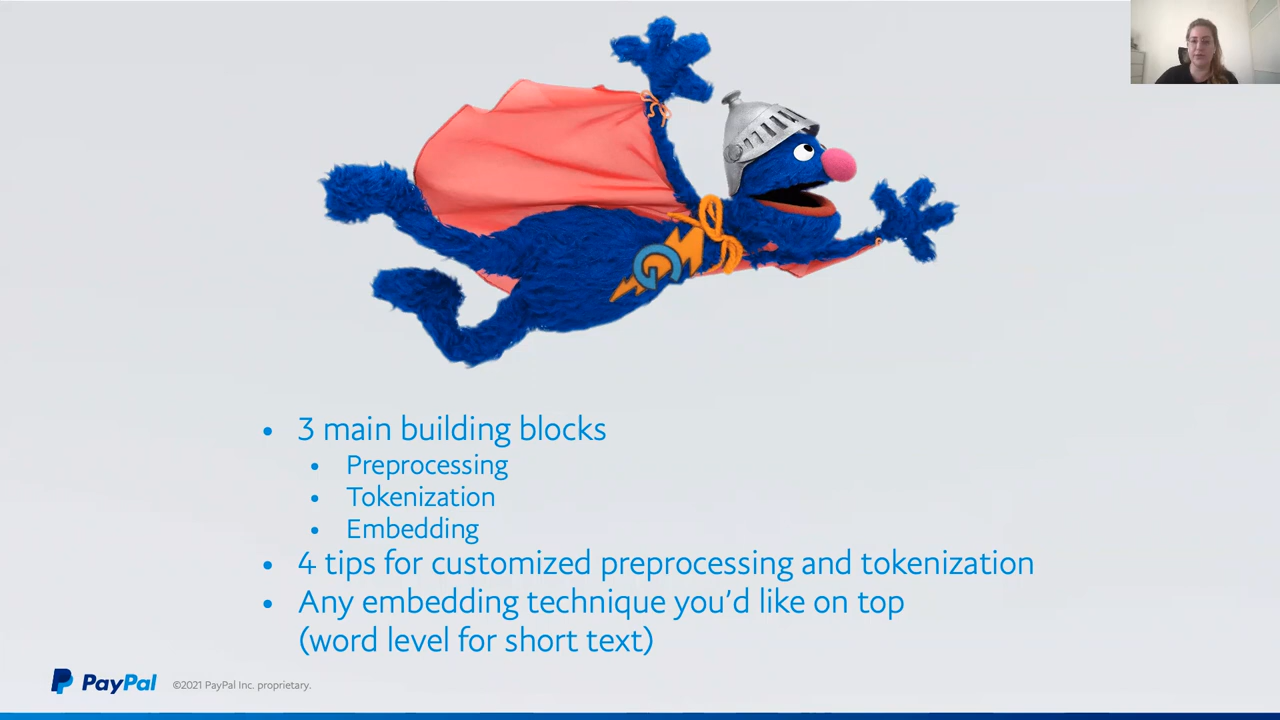 G
• 3 main building blocks
• Preprocessing
• Tokenization
• Embedding
• 4 tips for customized preprocessing and tokenization
• Any embedding technique you’d like on top
(word level for short text)
PayPal ©2021 PayPal Inc. proprietary.